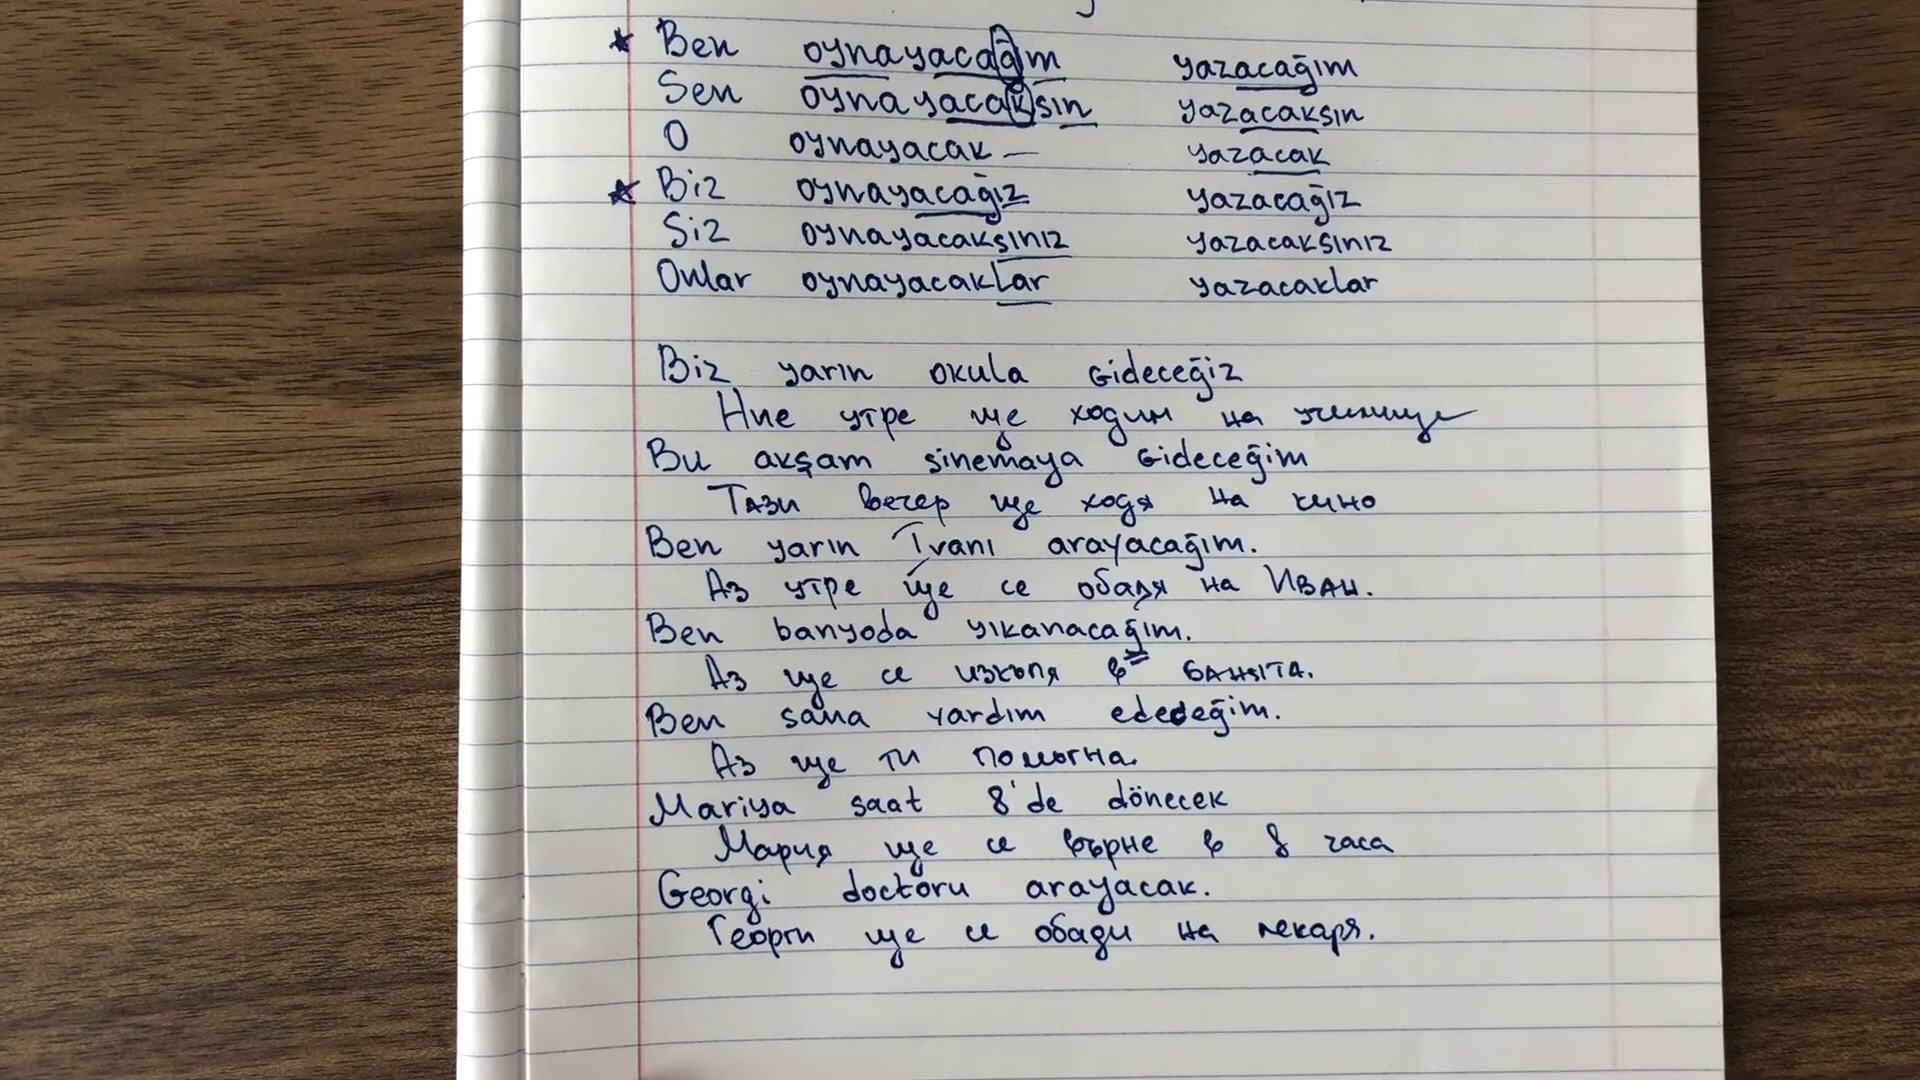 ★ Ben oynayacağım yazacağım
Sen oynayacaksın yazacaksın
O oynayacak — yazacak
★ Biz oynayacağız yazacağız
Siz oynayacaksınız yazacaksınız
Onlar oynayacaklar yazacaklar
Biz yarın okula gideceğiz
Ние утре ще ходим на училище
Bu akşam sinemaya gideceğim
Тази вечер ще ходя на кино
Ben yarın Ivanı arayacağım.
Аз утре ще се обадя на Иван.
Ben banyoda yıkanacağım.
Аз ще се изкъпя в банята.
Ben sana yardım edeceğim.
Аз ще ти помогна.
Mariya saat 8'de dönecek
Мария ще се върне в 8 часа
Georgi doctoru arayacak.
Георги ще се обади на лекаря.